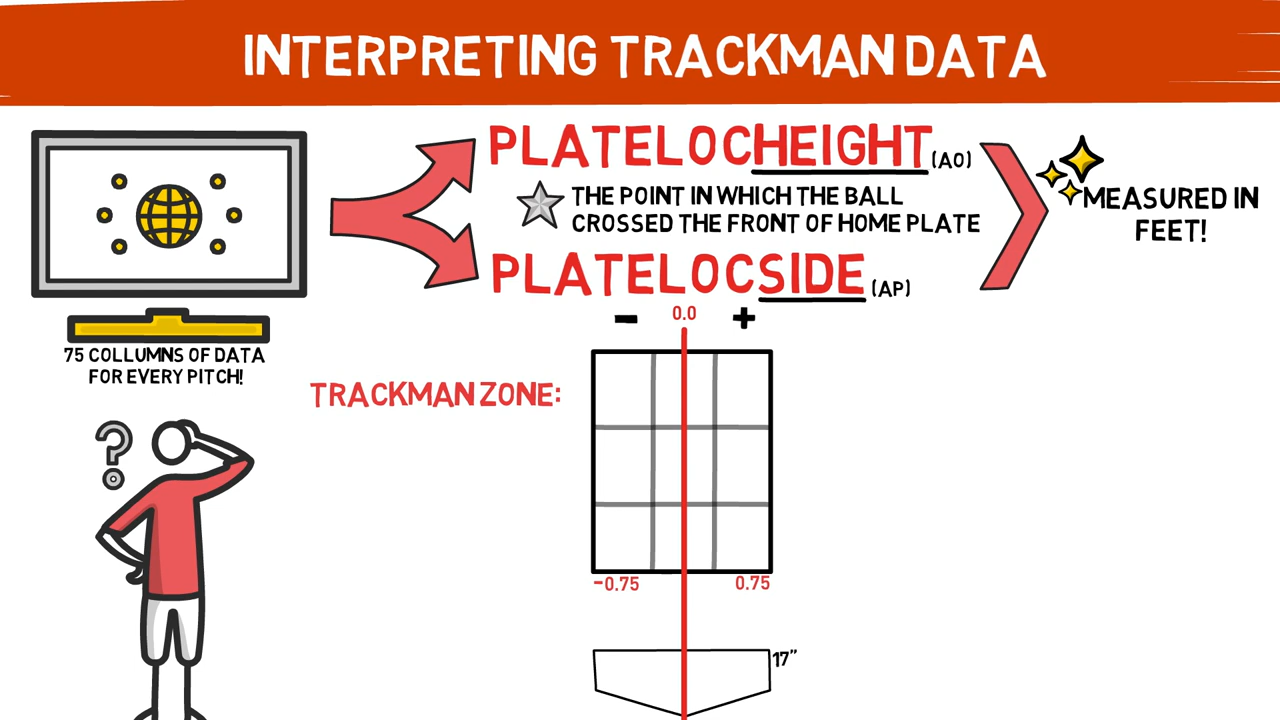 INTERPRETING TRACKMAN DATA
PLATELOCHEIGHT (AO)
THE POINT IN WHICH THE BALL
CROSSED THE FRONT OF HOME PLATE
PLATELOCSIDE (AP)
MEASURED IN
FEET!
75 COLLUMNS OF DATA
FOR EVERY PITCH!
?
- 0.0 +
TRACKMAN ZONE:
-0.75 0.75
17"